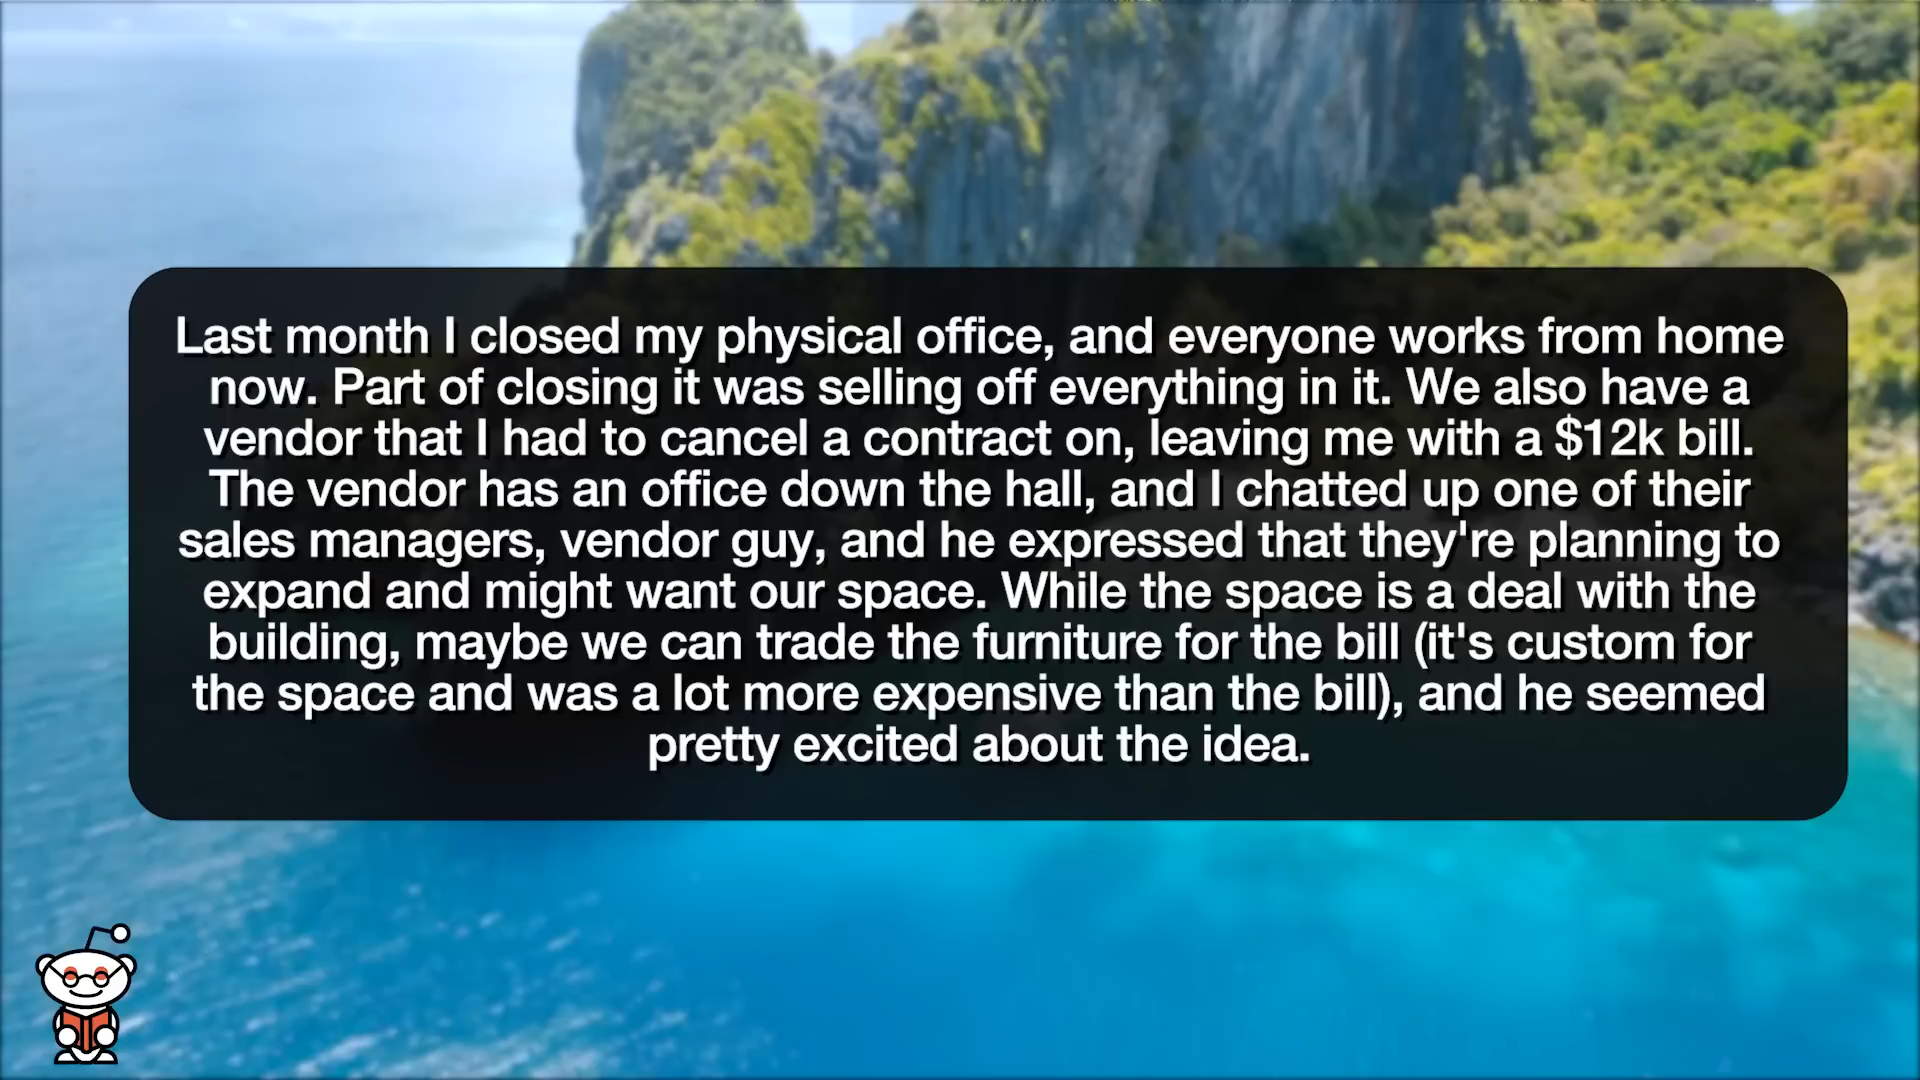 Last month I closed my physical office, and everyone works from home
now. Part of closing it was selling off everything in it. We also have a
vendor that I had to cancel a contract on, leaving me with a $12k bill.
The vendor has an office down the hall, and I chatted up one of their
sales managers, vendor guy, and he expressed that they're planning to
expand and might want our space. While the space is a deal with the
building, maybe we can trade the furniture for the bill (it's custom for
the space and was a lot more expensive than the bill), and he seemed
pretty excited about the idea.